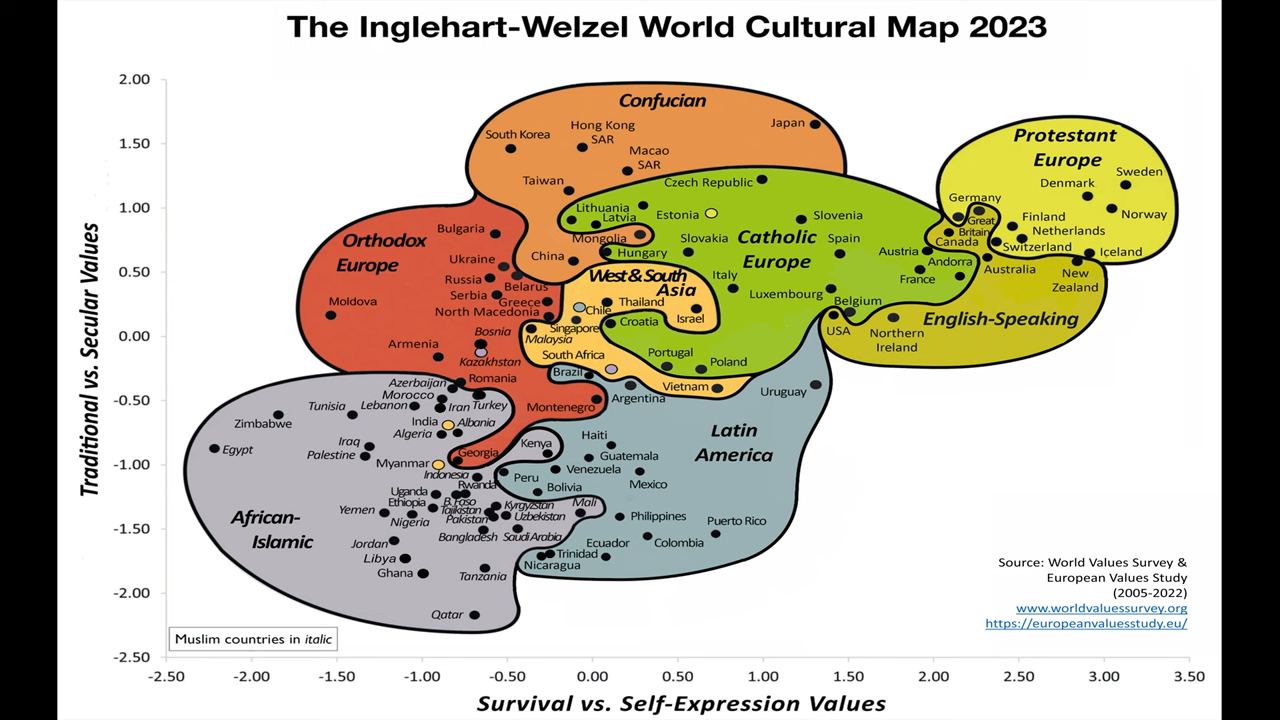 The Inglehart-Welzel World Cultural Map 2023
Traditional vs. Secular Values
2.00
1.50
1.00
0.50
0.00
-0.50
-1.00
-1.50
-2.00
-2.50
Confucian
Japan
Hong Kong
SAR
South Korea
Macao
SAR
Taiwan
Mongolia
China
Protestant
Europe
Sweden
Denmark
Norway
Germany
Finland
Netherlands
Switzerland
Iceland
Great
Britain
Canada
Australia
New
Zealand
English-Speaking
USA
Northern
Ireland
Catholic
Europe
Czech Republic
Lithuania
Latvia
Estonia
Slovenia
Slovakia
Spain
Hungary
Austria
Andorra
France
Italy
Luxembourg
Belgium
Croatia
Portugal
Poland
Orthodox
Europe
Bulgaria
Ukraine
Russia
Belarus
Serbia
Greece
North Macedonia
Moldova
Bosnia
Armenia
Kazakhstan
Romania
Montenegro
Georgia
West & South
Asia
Thailand
Chile
Israel
Singapore
Malaysia
South Africa
Vietnam
Brazil
Argentina
Uruguay
Latin
America
Haiti
Guatemala
Venezuela
Mexico
Peru
Bolivia
Philippines
Puerto Rico
Ecuador
Colombia
Trinidad
Nicaragua
African-
Islamic
Azerbaijan
Morocco
Lebanon
Iran
Turkey
Tunisia
Zimbabwe
India
Albania
Algeria
Egypt
Iraq
Palestine
Myanmar
Kenya
Indonesia
Rwanda
Uganda
Ethiopia
B. Faso
Tajikistan
Kyrgyzstan
Mali
Yemen
Nigeria
Pakistan
Uzbekistan
Bangladesh
Saudi Arabia
Jordan
Libya
Ghana
Tanzania
Qatar
Muslim countries in italic
Source: World Values Survey &
European Values Study
(2005-2022)
www.worldvaluessurvey.org
https://europeanvaluesstudy.eu/
-2.50 -2.00 -1.50 -1.00 -0.50 0.00 0.50 1.00 1.50 2.00 2.50 3.00 3.50
Survival vs. Self-Expression Values